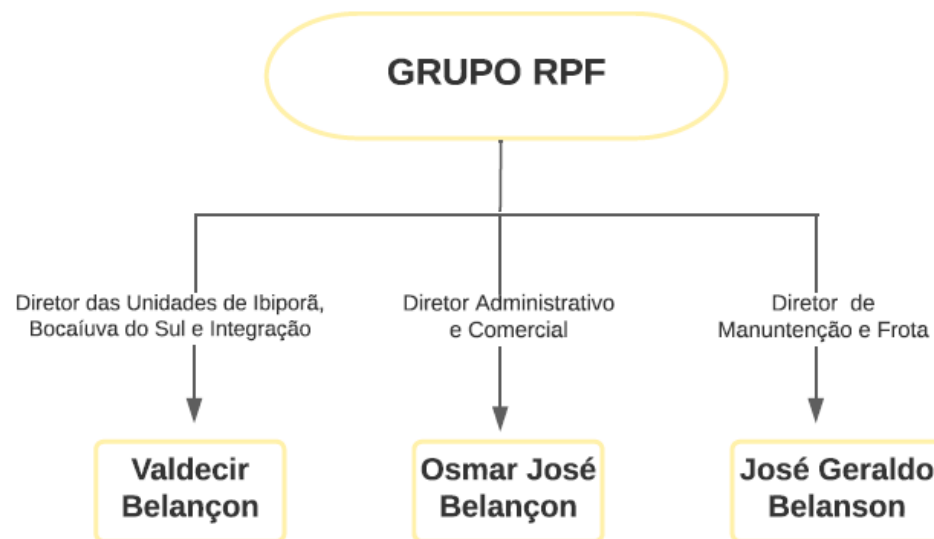 GRUPO RPF
Diretor das Unidades de Ibiporã,
Bocaíuva do Sul e Integração
Diretor Administrativo
e Comercial
Diretor de
Manuntenção e Frota
Valdecir
Belançon
Osmar José
Belançon
José Geraldo
Belanson